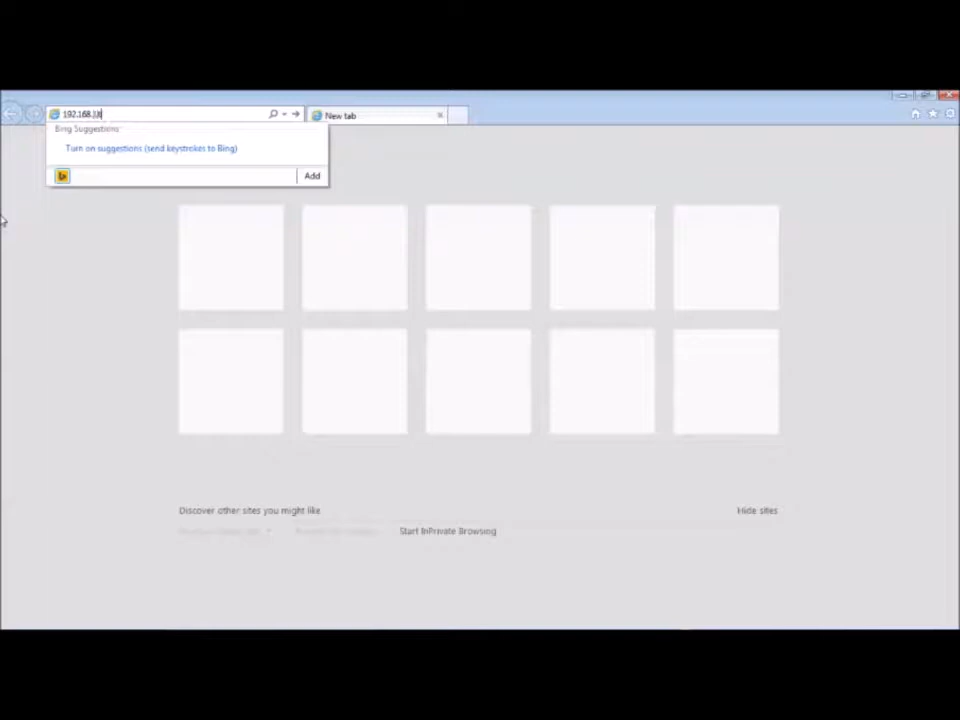 New tab
Bing Suggestions
Turn on suggestions (send keystrokes to Bing)
Add
Discover other sites you might like
Hide sites
Start InPrivate Browsing